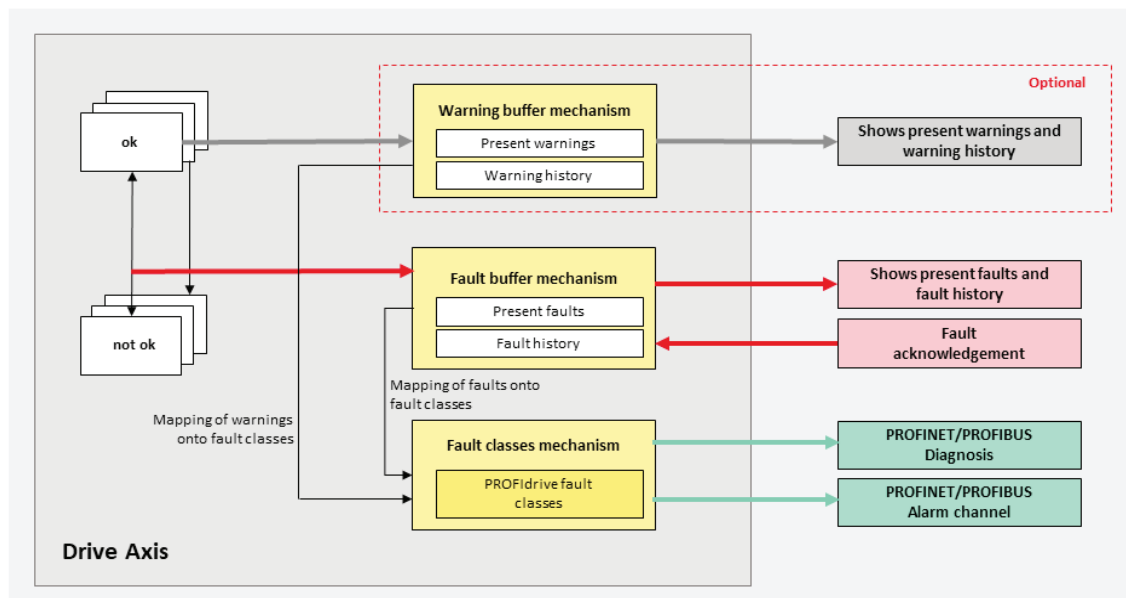 Optional
ok
Warning buffer mechanism
Present warnings
Warning history
Shows present warnings and
warning history
Fault buffer mechanism
Present faults
Fault history
Shows present faults and
fault history
Fault
acknowledgement
not ok
Mapping of warnings
onto fault classes
Mapping of faults onto
fault classes
Fault classes mechanism
PROFIdrive fault
classes
PROFINET/PROFIBUS
Diagnosis
PROFINET/PROFIBUS
Alarm channel
Drive Axis